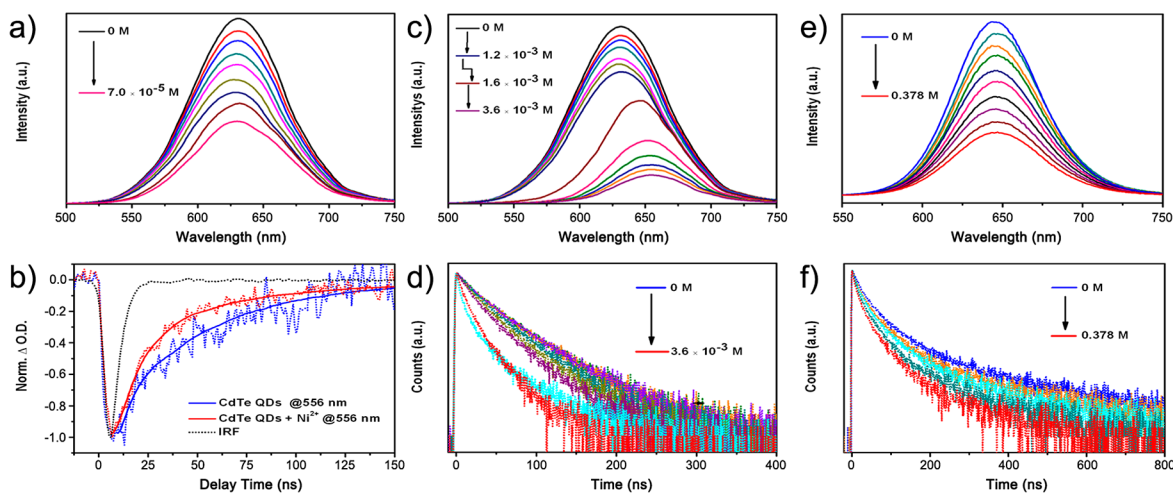 a)
Intensity (a.u.)
0 M
7.0 × 10⁻⁵ M
500 550 600 650 700 750
Wavelength (nm)
c)
Intensitys (a.u.)
0 M
1.2 × 10⁻³ M
1.6 × 10⁻³ M
3.6 × 10⁻³ M
500 550 600 650 700 750
Wavelength (nm)
e)
Intensity (a.u.)
0 M
0.378 M
550 600 650 700 750
Wavelength (nm)
b)
Norm. Δ O.D.
0.0
-0.2
-0.4
-0.6
-0.8
-1.0
CdTe QDs @556 nm
CdTe QDs + Ni²⁺ @556 nm
IRF
0 25 50 75 100 125 150
Delay Time (ns)
d)
Counts (a.u.)
0 M
3.6 × 10⁻³ M
0 100 200 300 400
Time (ns)
f)
Counts (a.u.)
0 M
0.378 M
0 200 400 600 800
Time (ns)